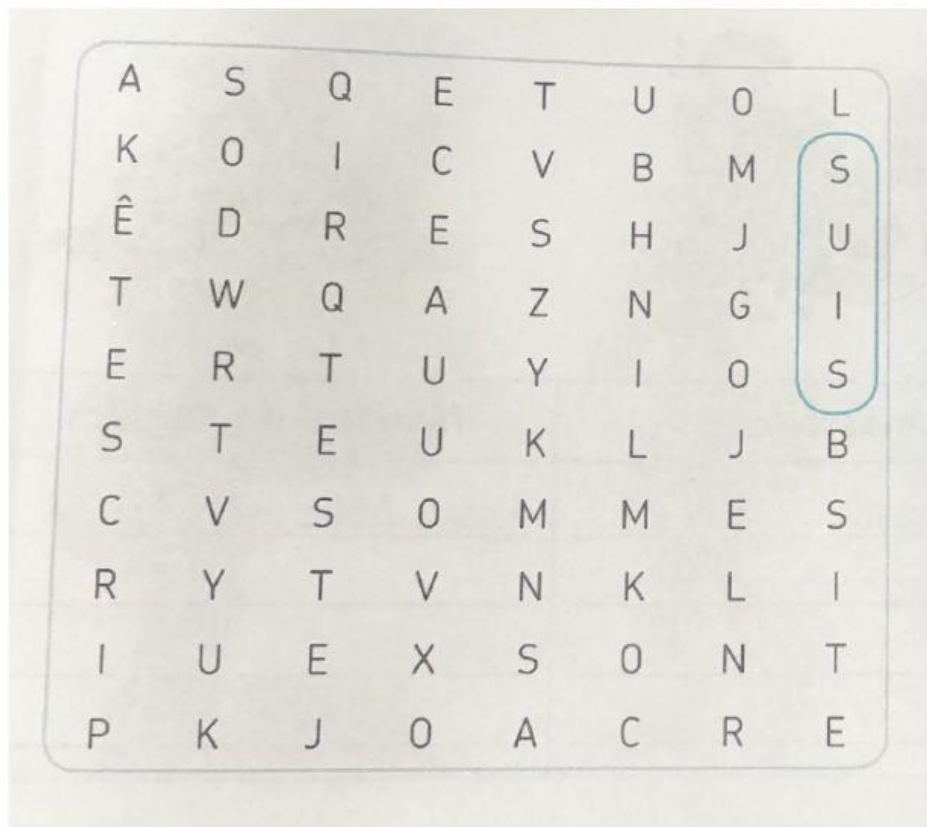 A S Q E T U O L
K O I C V B M S
Ê D R E S H J U
T W Q A Z N G I
E R T U Y I O S
S T E U K L J B
C V S O M M E S
R Y T V N K L I
I U E X S O N T
P K J O A C R E